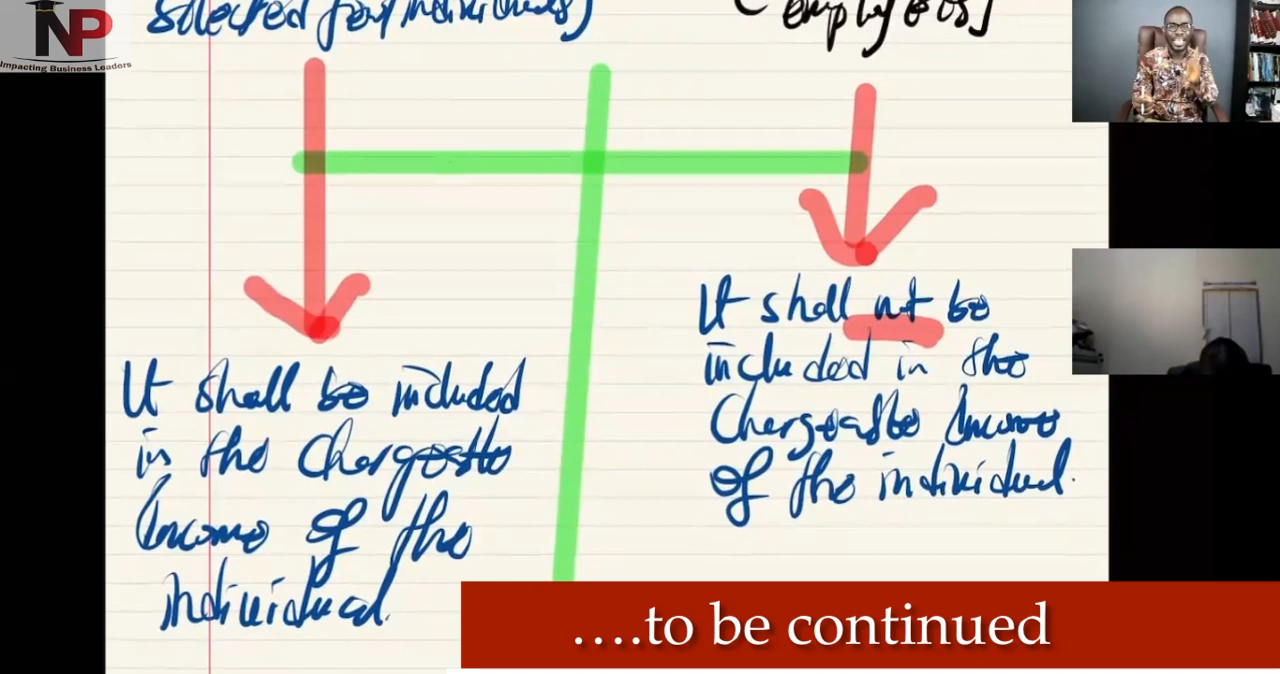 NP
Impacting Business Leaders
selected for individuals)
employees]
It shall be included
in the Chargeable
Income of the
individual.
It shall not be
included in the
Chargeable Income
of the individual.
....to be continued